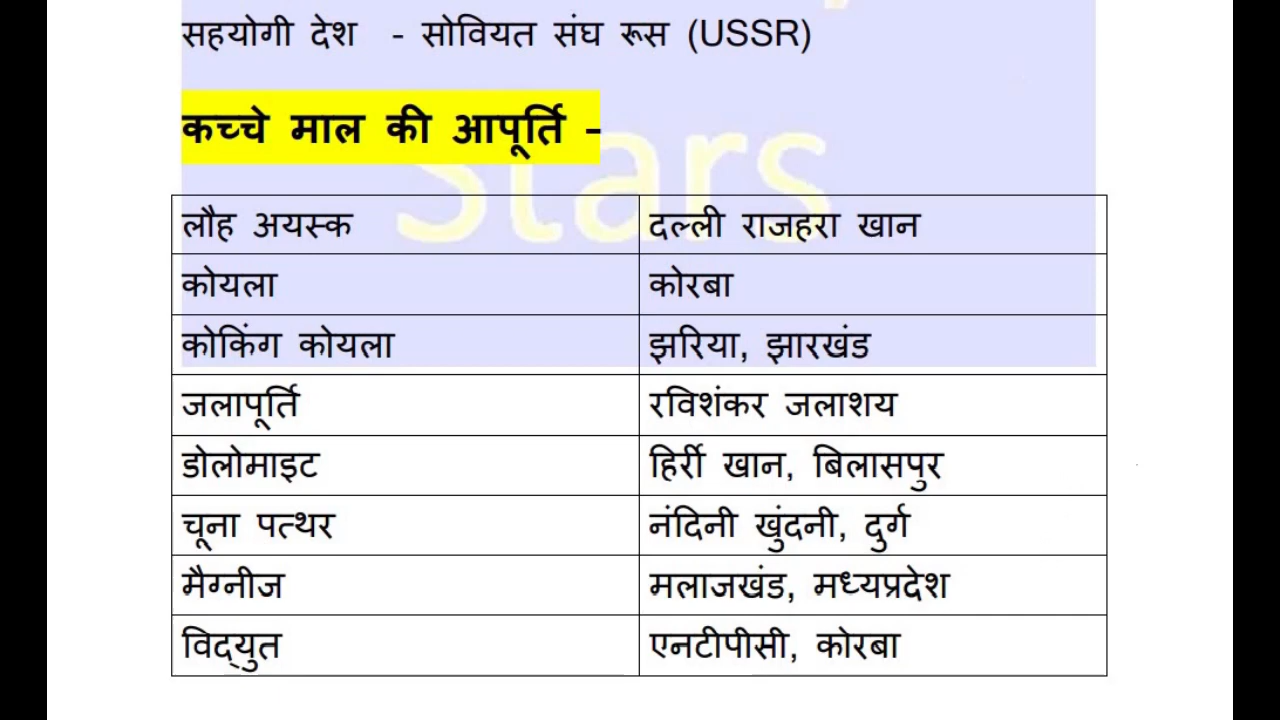 सहयोगी देश - सोवियत संघ रूस (USSR)
कच्चे माल की आपूर्ति -
Stars
लौह अयस्क दल्ली राजहरा खान
कोयला कोरबा
कोकिंग कोयला झरिया, झारखंड
जलापूर्ति रविशंकर जलाशय
डोलोमाइट हिर्री खान, बिलासपुर
चूना पत्थर नंदिनी खुंदनी, दुर्ग
मैग्नीज मलाजखंड, मध्यप्रदेश
विद्युत एनटीपीसी, कोरबा